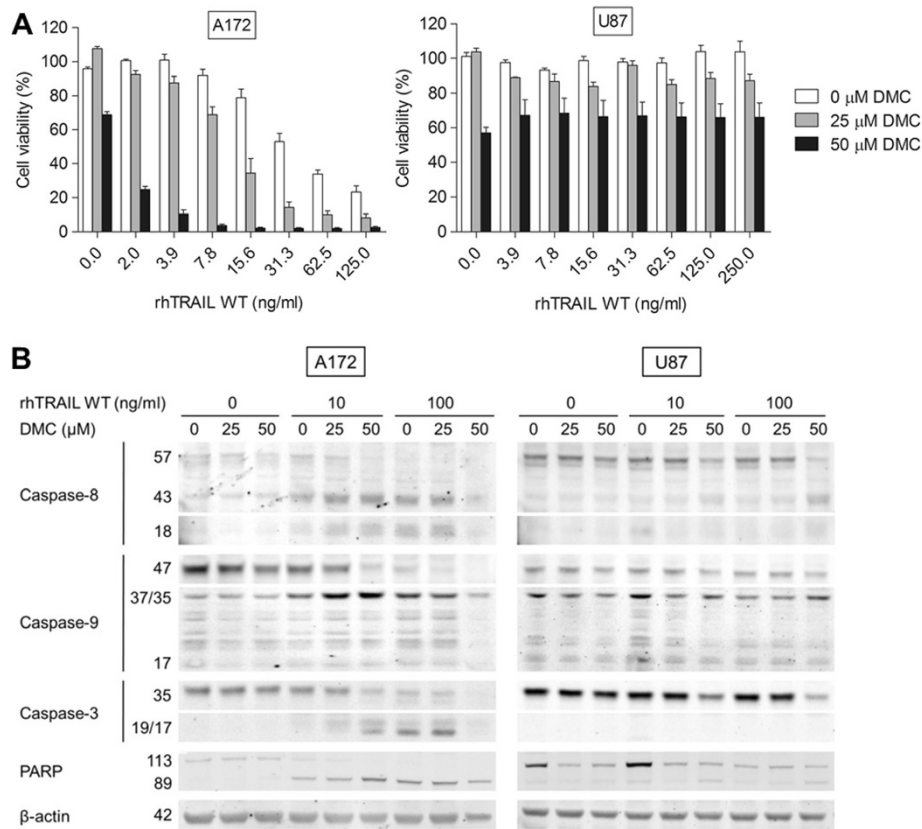 A
A172
U87
Cell viability (%)
120
100
80
60
40
20
0
0.0 2.0 3.9 7.8 15.6 31.3 62.5 125.0
rhTRAIL WT (ng/ml)
Cell viability (%)
120
100
80
60
40
20
0
0.0 3.9 7.8 15.6 31.3 62.5 125.0 250.0
rhTRAIL WT (ng/ml)
0 μM DMC
25 μM DMC
50 μM DMC
B
A172 U87
rhTRAIL WT (ng/ml) 0 10 100 0 10 100
DMC (μM) 0 25 50 0 25 50 0 25 50 0 25 50 0 25 50 0 25 50
Caspase-8
57
43
18
Caspase-9
47
37/35
17
Caspase-3
35
19/17
PARP
113
89
β-actin 42